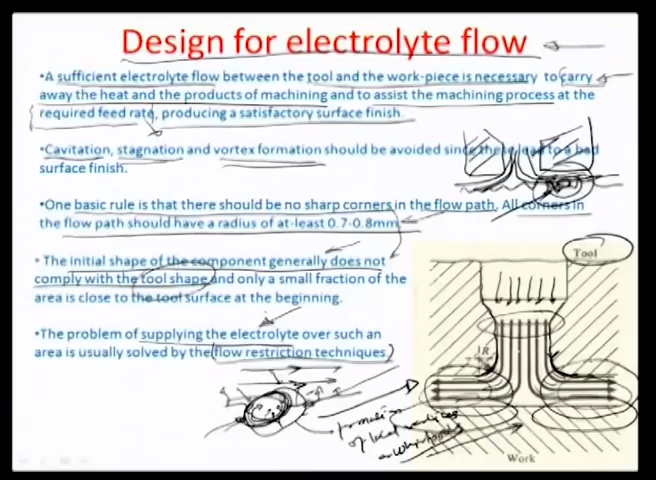 Design for electrolyte flow
•A sufficient electrolyte flow between the tool and the work-piece is necessary to carry
away the heat and the products of machining and to assist the machining process at the
required feed rate, producing a satisfactory surface finish.
•Cavitation, stagnation and vortex formation should be avoided since these lead to a bad
surface finish.
•One basic rule is that there should be no sharp corners in the flow path. All corners in
the flow path should have a radius of at-least 0.7-0.8mm
• The initial shape of the component generally does not
comply with the tool shape and only a small fraction of the
area is close to the tool surface at the beginning.
•The problem of supplying the electrolyte over such an
area is usually solved by the flow restriction techniques.
Tool
R
of local
Work